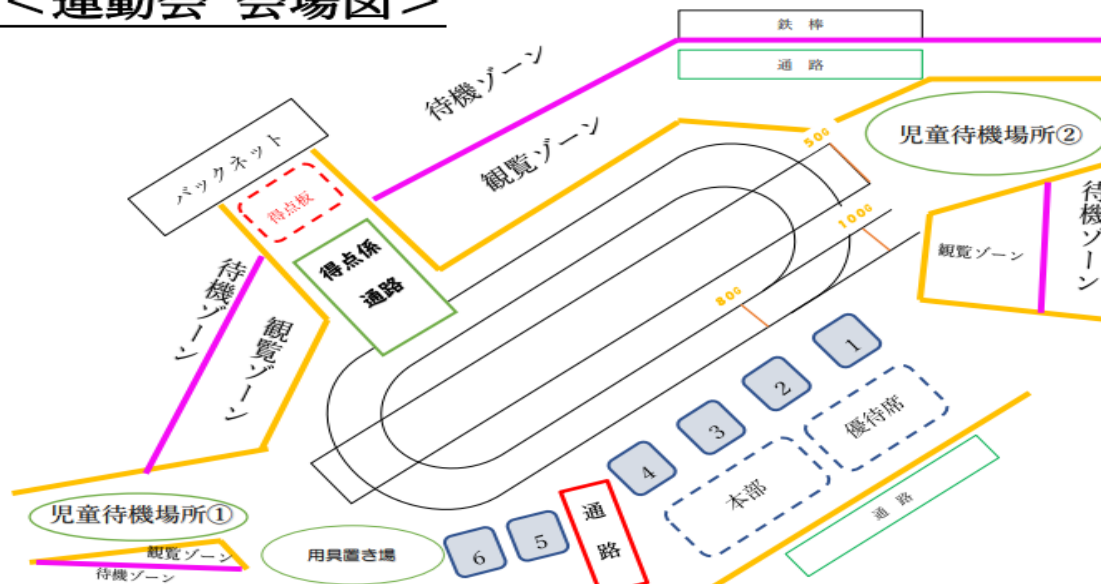 ＜運動会 会場図＞
鉄 棒
通 路
待機ゾーン
観覧ゾーン
バックネット
得点板
得点係
通路
児童待機場所②
50G
100G
80G
待機ゾーン
観覧ゾーン
待機ゾーン
観覧ゾーン
1
2
3
4
5
6
優待席
本部
通路
通 路
児童待機場所①
観覧ゾーン
待機ゾーン
用具置き場